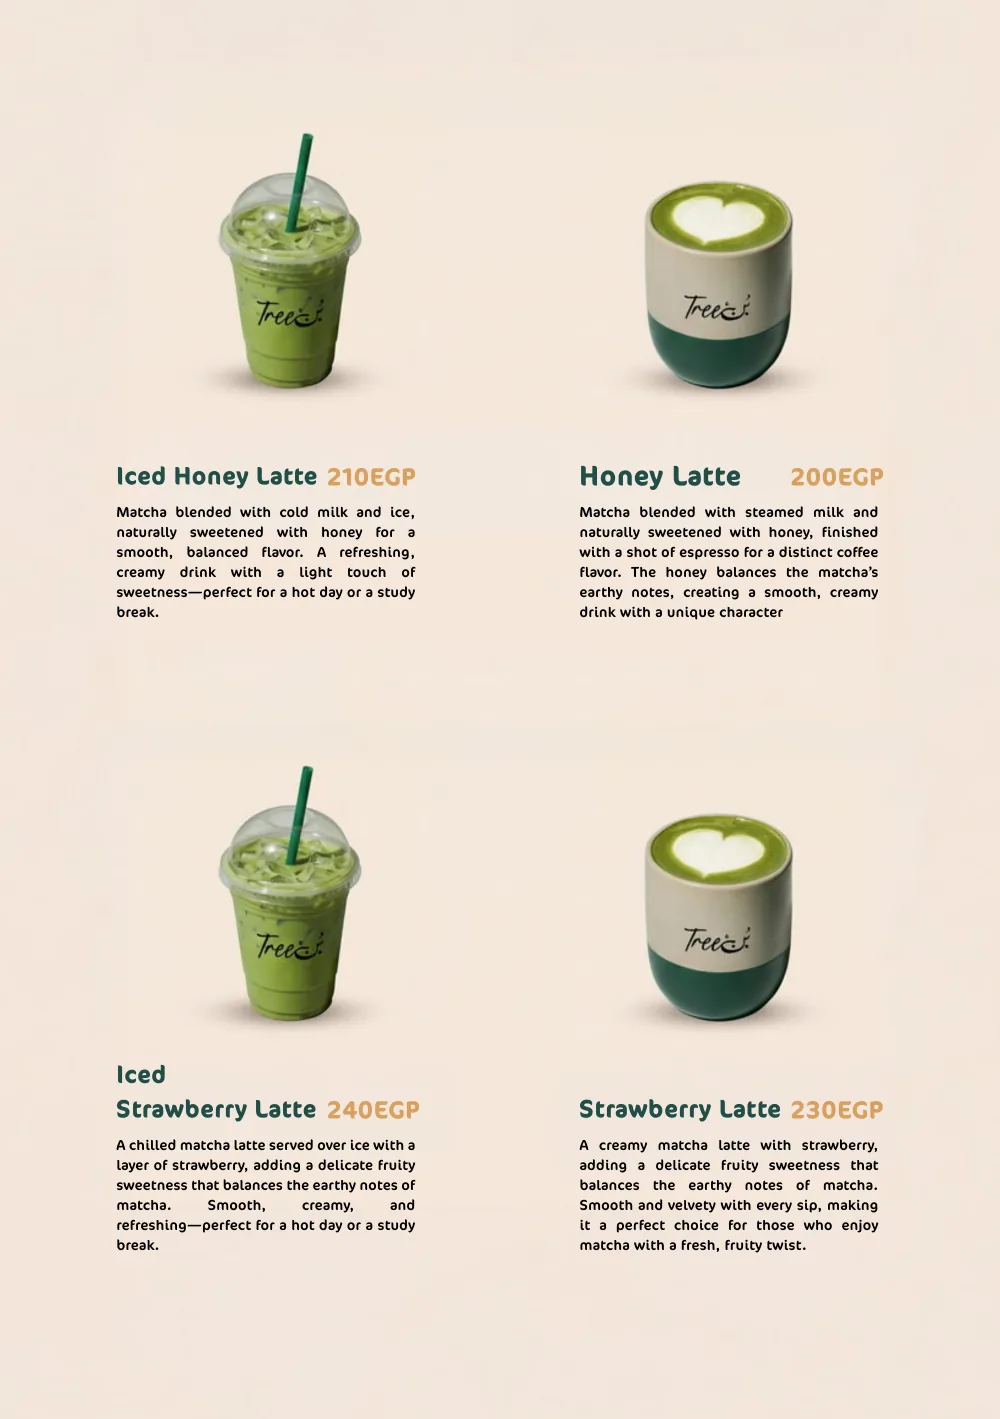 Tree
Tree
Iced Honey Latte 210EGP
Matcha blended with cold milk and ice,
naturally sweetened with honey for a
smooth, balanced flavor. A refreshing,
creamy drink with a light touch of
sweetness—perfect for a hot day or a study
break.
Honey Latte 200EGP
Matcha blended with steamed milk and
naturally sweetened with honey, finished
with a shot of espresso for a distinct coffee
flavor. The honey balances the matcha’s
earthy notes, creating a smooth, creamy
drink with a unique character
Tree
Tree
Iced
Strawberry Latte 240EGP
A chilled matcha latte served over ice with a
layer of strawberry, adding a delicate fruity
sweetness that balances the earthy notes of
matcha. Smooth, creamy, and
refreshing—perfect for a hot day or a study
break.
Strawberry Latte 230EGP
A creamy matcha latte with strawberry,
adding a delicate fruity sweetness that
balances the earthy notes of matcha.
Smooth and velvety with every sip, making
it a perfect choice for those who enjoy
matcha with a fresh, fruity twist.